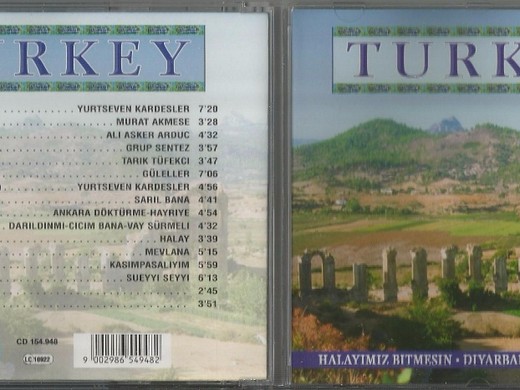 URKEY
YURTSEVEN KARDESLER 7'20
MURAT AKMESE 3'28
ALI ASKER ARDUC 4'32
GRUP SENTEZ 3'57
TARIK TÜFEKCI 3'47
GÜLELLER 7'06
YURTSEVEN KARDESLER 4'56
SARIL BANA 4'41
ANKARA DÖKTÜRME-HAYRIYE 4'54
DARILDINMI-CICIM BANA-VAY SÜRMELI 4'32
HALAY 3'39
MEVLANA 5'15
KASIMPASALIYIM 5'59
SUEYYI SEYYI 6'13
2'45
3'51
CD 154.948
LC 10922
9 002986 549482
TURK
HALAYIMIZ BITMESIN • DIYARBA